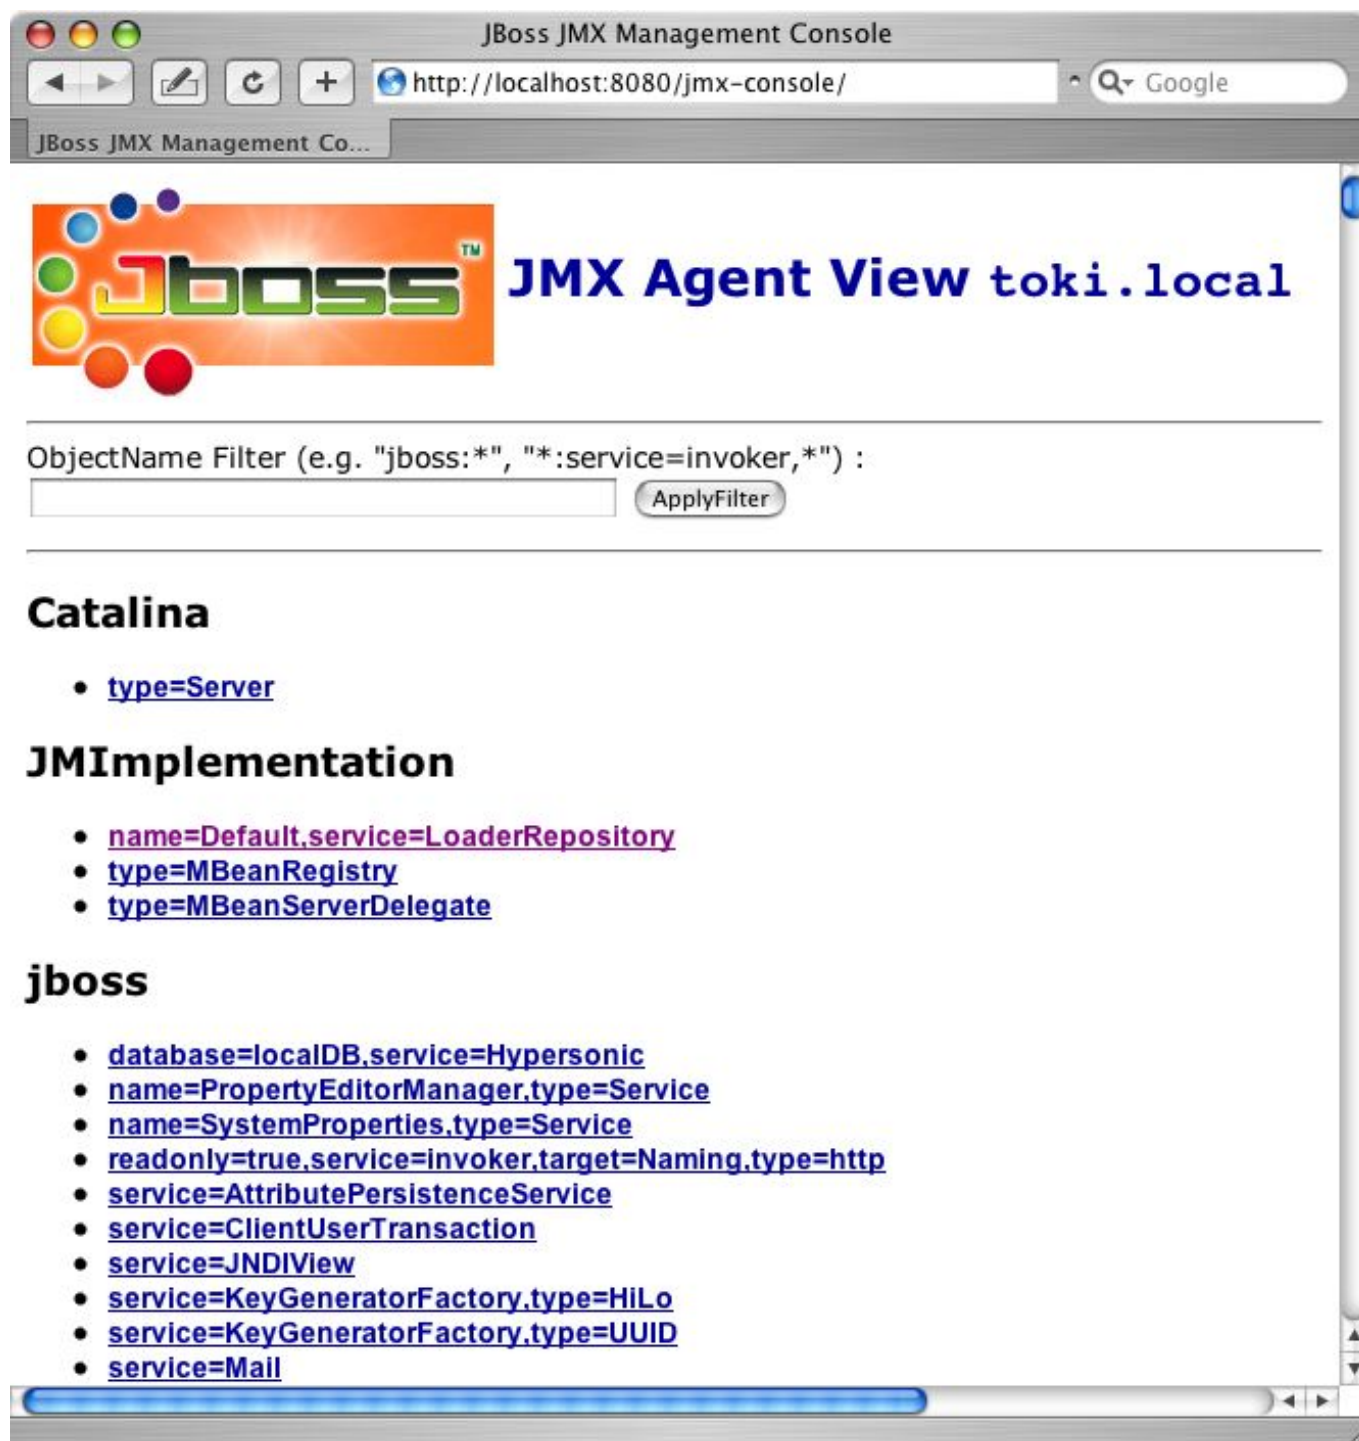 JBoss JMX Management Console
http://localhost:8080/jmx-console/
Google
JBoss JMX Management Co...
Jboss TM
JMX Agent View toki.local
ObjectName Filter (e.g. "jboss:*", "*:service=invoker,*") :
ApplyFilter
Catalina
type=Server
JMImplementation
name=Default,service=LoaderRepository
type=MBeanRegistry
type=MBeanServerDelegate
jboss
database=localDB,service=Hypersonic
name=PropertyEditorManager,type=Service
name=SystemProperties,type=Service
readonly=true,service=invoker,target=Naming,type=http
service=AttributePersistenceService
service=ClientUserTransaction
service=JNDIView
service=KeyGeneratorFactory,type=HiLo
service=KeyGeneratorFactory,type=UUID
service=Mail